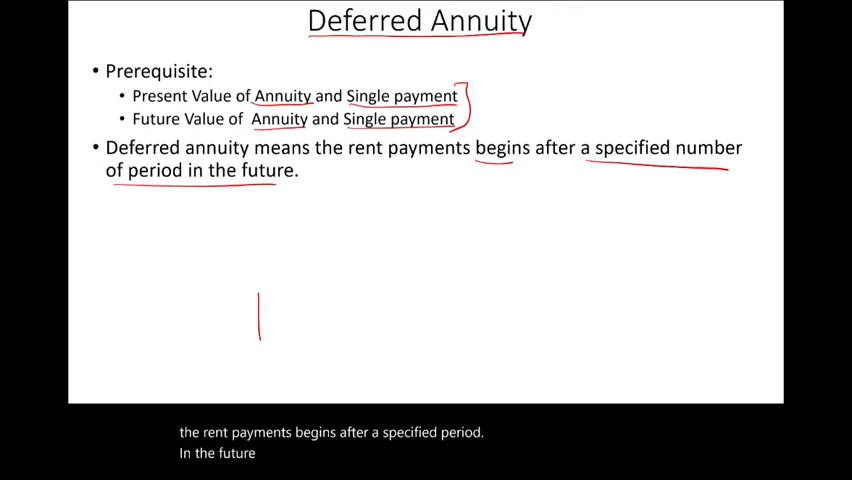 Deferred Annuity
• Prerequisite:
• Present Value of Annuity and Single payment
• Future Value of Annuity and Single payment
• Deferred annuity means the rent payments begins after a specified number
of period in the future.
the rent payments begins after a specified period.
In the future